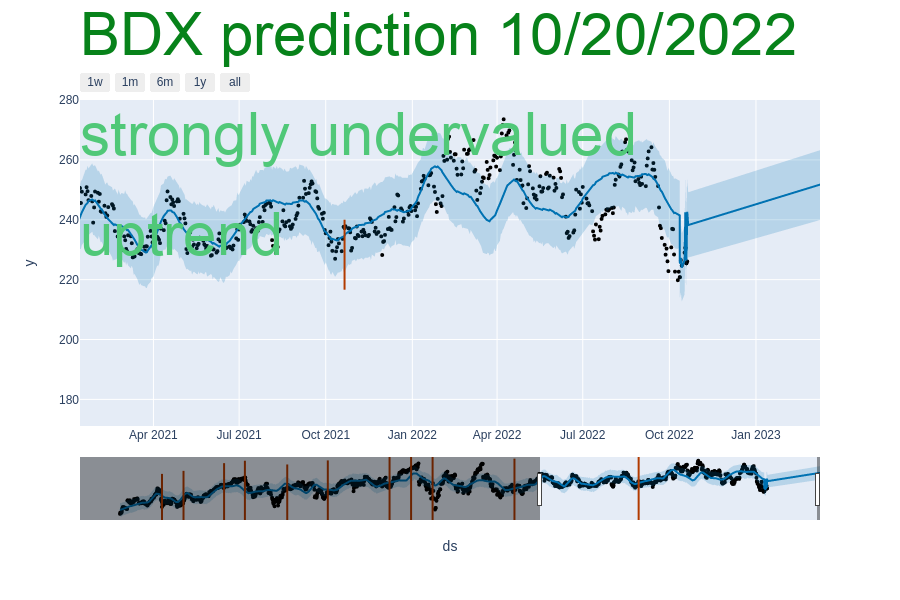 BDX prediction 10/20/2022
1w 1m 6m 1y all
280
strongly undervalued
260
240
uptrend
y
220
200
180
Apr 2021 Jul 2021 Oct 2021 Jan 2022 Apr 2022 Jul 2022 Oct 2022 Jan 2023
ds